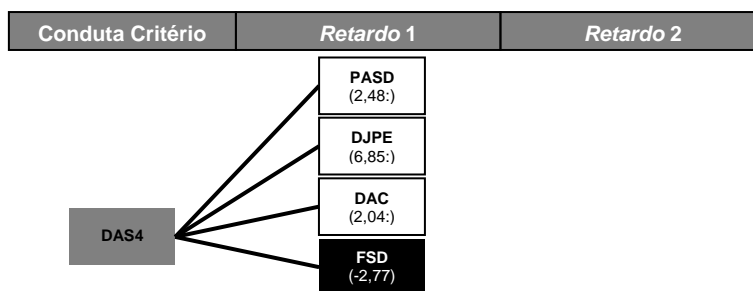 Conduta Critério Retardo 1 Retardo 2
PASD
(2,48:)
DJPE
(6,85:)
DAC
(2,04:)
DAS4
FSD
(-2,77)